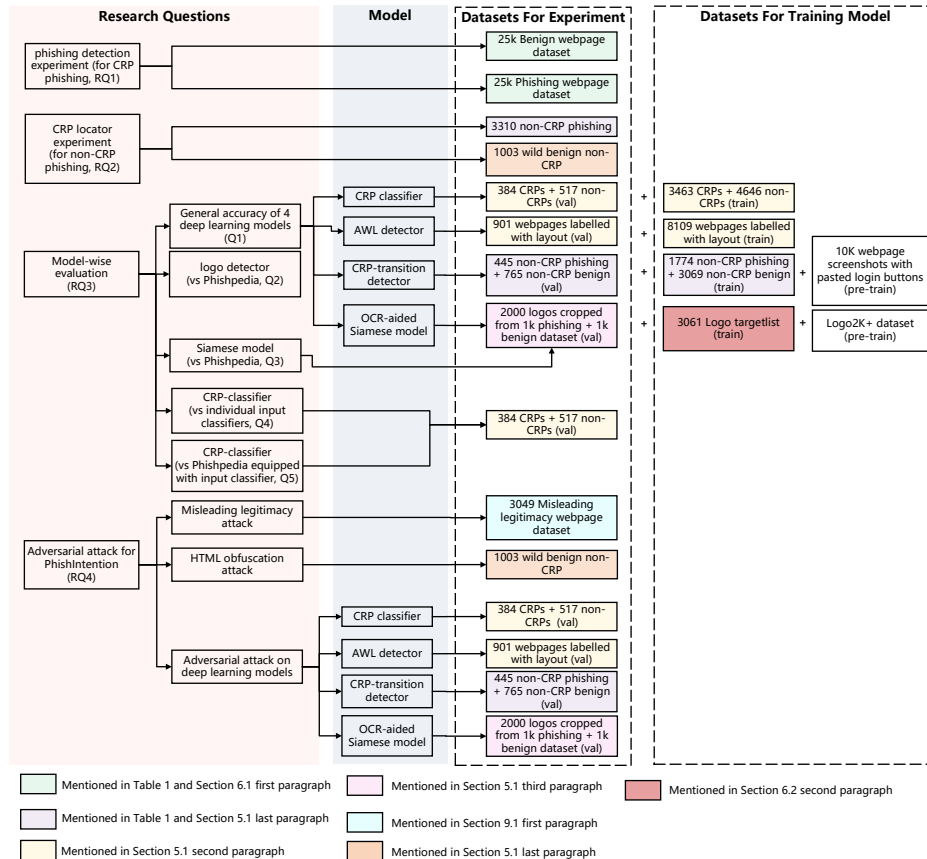 Research Questions
Model
Datasets For Experiment
Datasets For Training Model
phishing detection
experiment (for CRP
phishing, RQ1)
25k Benign webpage
dataset
25k Phishing webpage
dataset
CRP locator
experiment
(for non-CRP
phishing, RQ2)
3310 non-CRP phishing
1003 wild benign non-
CRP
Model-wise
evaluation
(RQ3)
General accuracy of 4
deep learning models
(Q1)
CRP classifier
384 CRPs + 517 non-
CRPs (val)
+
3463 CRPs + 4646 non-
CRPs (train)
AWL detector
901 webpages labelled
with layout (val)
+
8109 webpages labelled
with layout (train)
CRP-transition
detector
445 non-CRP phishing
+ 765 non-CRP benign
(val)
+
1774 non-CRP phishing
+ 3069 non-CRP benign
(train)
+
10K webpage
screenshots with
pasted login buttons
(pre-train)
OCR-aided
Siamese model
2000 logos cropped
from 1k phishing + 1k
benign dataset (val)
+
3061 Logo targetlist
(train)
+
Logo2K+ dataset
(pre-train)
logo detector
(vs Phishpedia, Q2)
Siamese model
(vs Phishpedia, Q3)
CRP-classifier
(vs individual input
classifiers, Q4)
CRP-classifier
(vs Phishpedia equipped
with input classifier, Q5)
384 CRPs + 517 non-
CRPs (val)
Adversarial attack for
PhishIntention
(RQ4)
Misleading legitimacy
attack
3049 Misleading
legitimacy webpage
dataset
HTML obfuscation
attack
1003 wild benign non-
CRP
Adversarial attack on
deep learning models
CRP classifier
384 CRPs + 517 non-
CRPs (val)
AWL detector
901 webpages labelled
with layout (val)
CRP-transition
detector
445 non-CRP phishing
+ 765 non-CRP benign
(val)
OCR-aided
Siamese model
2000 logos cropped
from 1k phishing + 1k
benign dataset (val)
Mentioned in Table 1 and Section 6.1 first paragraph
Mentioned in Section 5.1 third paragraph
Mentioned in Section 6.2 second paragraph
Mentioned in Table 1 and Section 5.1 last paragraph
Mentioned in Section 9.1 first paragraph
Mentioned in Section 5.1 second paragraph
Mentioned in Section 5.1 last paragraph